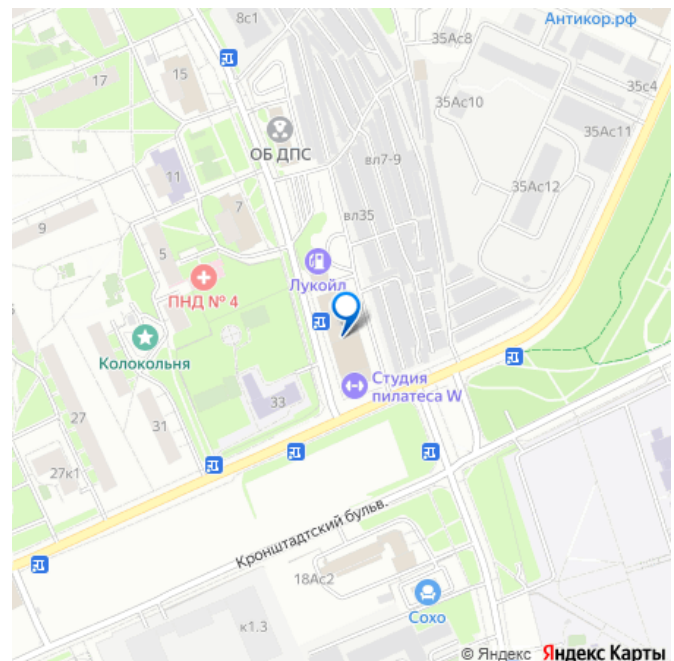 8с1
Антикор.рф
35Ас8
15
17
35с4
35Ас10
35Ас11
ОБ ДПС
вл7-9
11
35Ас12
7
вл35
9
5
Лукойл
ПНД № 4
Колокольня
Студия
пилатеса W
33
27
31
27к1
Кронштадтский бульв.
18Ас2
Сохо
к1.3
© Яндекс Яндекс Карты